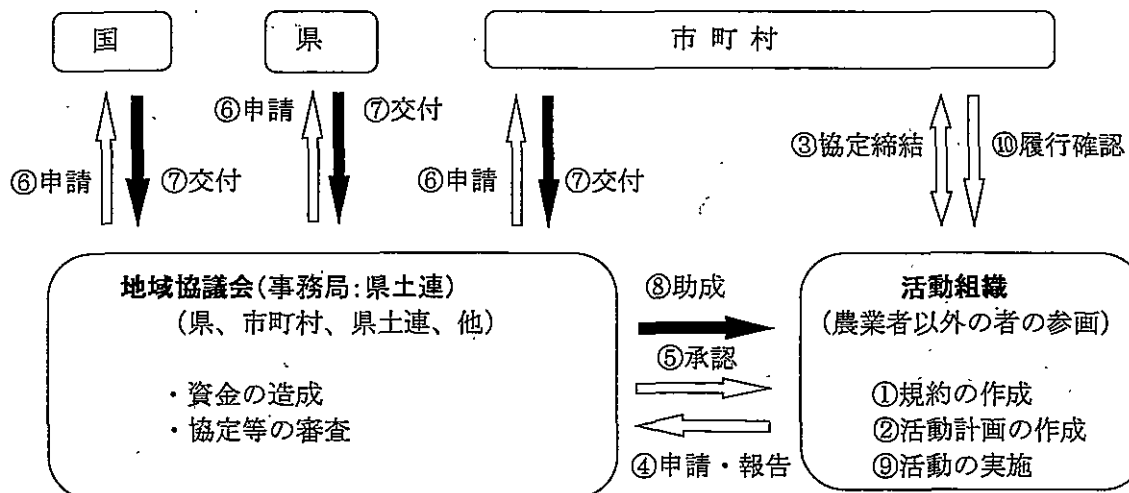 国
県
市町村
⑥申請
⑦交付
⑥申請
⑦交付
⑥申請
⑦交付
③協定締結
⑩履行確認
地域協議会(事務局:県土連)
(県、市町村、県土連、他)
・資金の造成
・協定等の審査
⑧助成
⑤承認
④申請・報告
活動組織
(農業者以外の者の参画)
①規約の作成
②活動計画の作成
⑨活動の実施